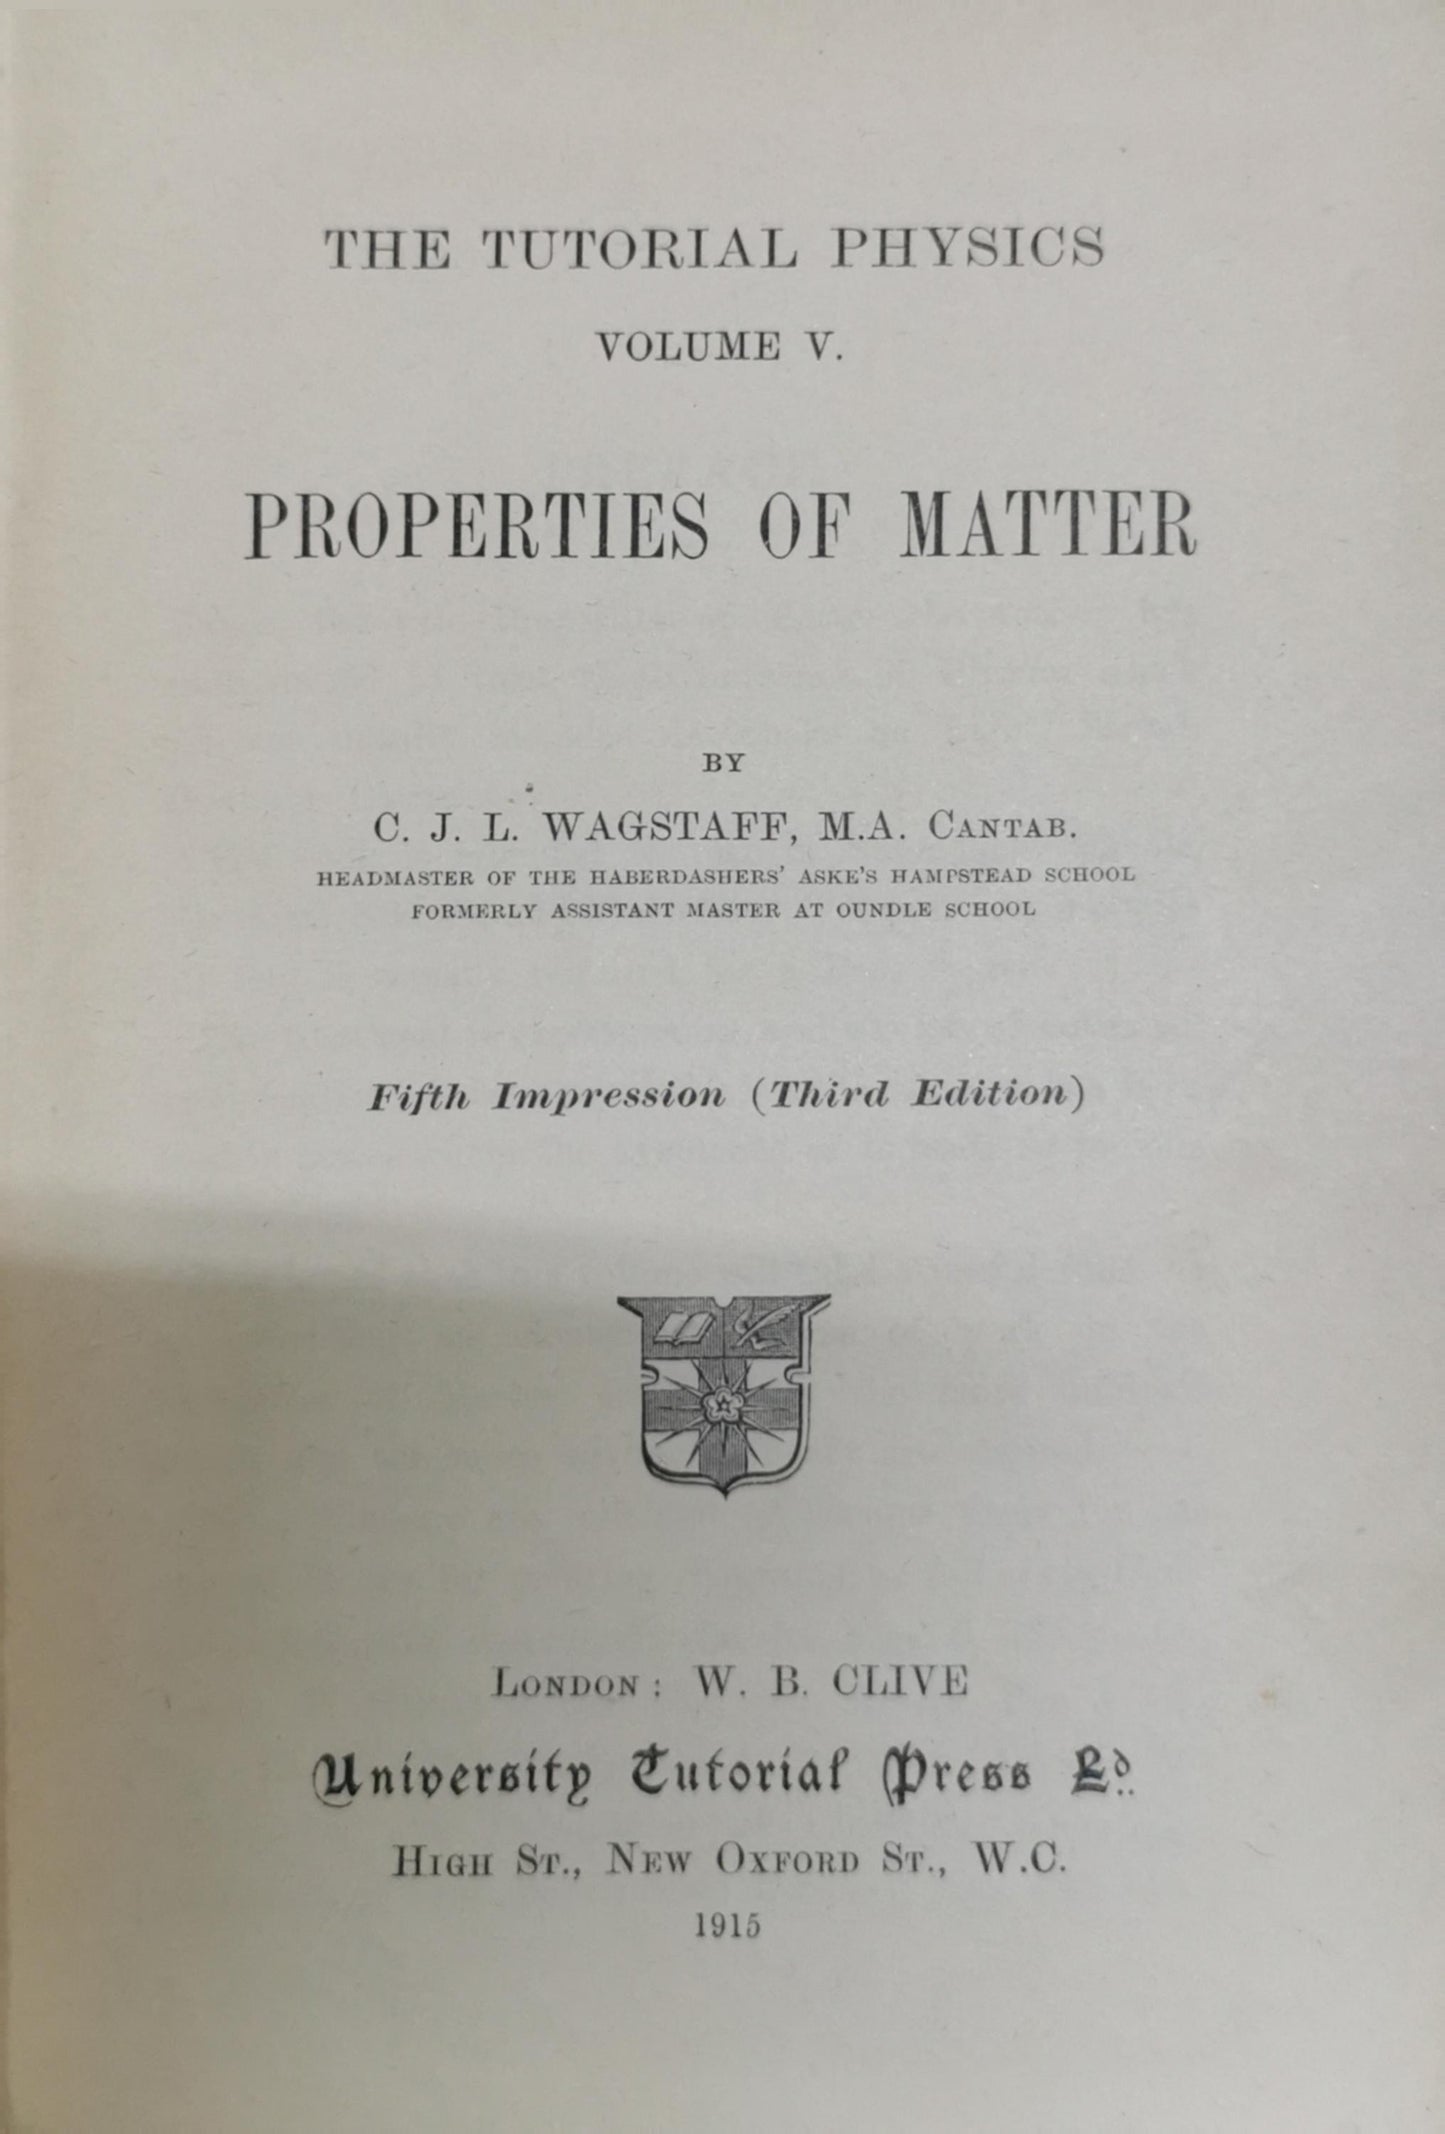 THE TUTORIAL PHYSICS
VOLUME V.
PROPERTIES OF MATTER
BY
C. J. L. WAGSTAFF, M.A. CANTAB.
HEADMASTER OF THE HABERDASHERS' ASKE'S HAMPSTEAD SCHOOL
FORMERLY ASSISTANT MASTER AT OUNDLE SCHOOL
Fifth Impression (Third Edition)
LONDON: W. B. CLIVE
University Tutorial Press Ld.
HIGH ST., NEW OXFORD ST., W.C.
1915